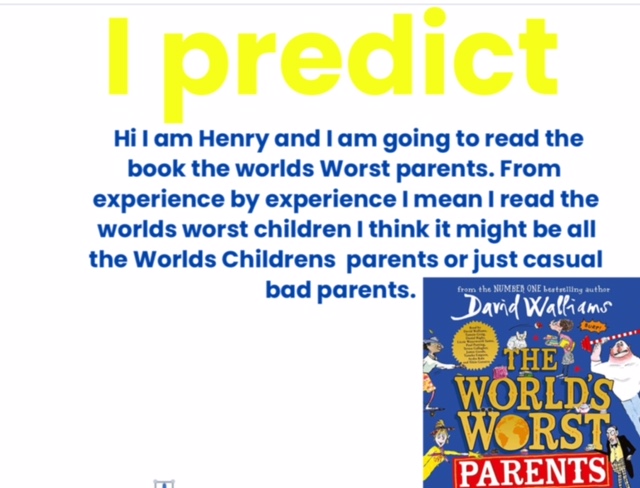 I predict
Hi I am Henry and I am going to read the
book the worlds Worst parents. From
experience by experience I mean I read the
worlds worst children I think it might be all
the Worlds Childrens parents or just casual
bad parents.
from the NUMBER ONE bestselling author
David Walliams
THE
WORLD'S
WORST
PARENTS